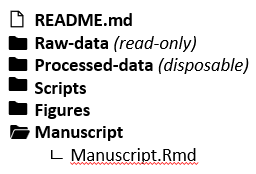 README.md
Raw-data (read-only)
Processed-data (disposable)
Scripts
Figures
Manuscript
Manuscript.Rmd